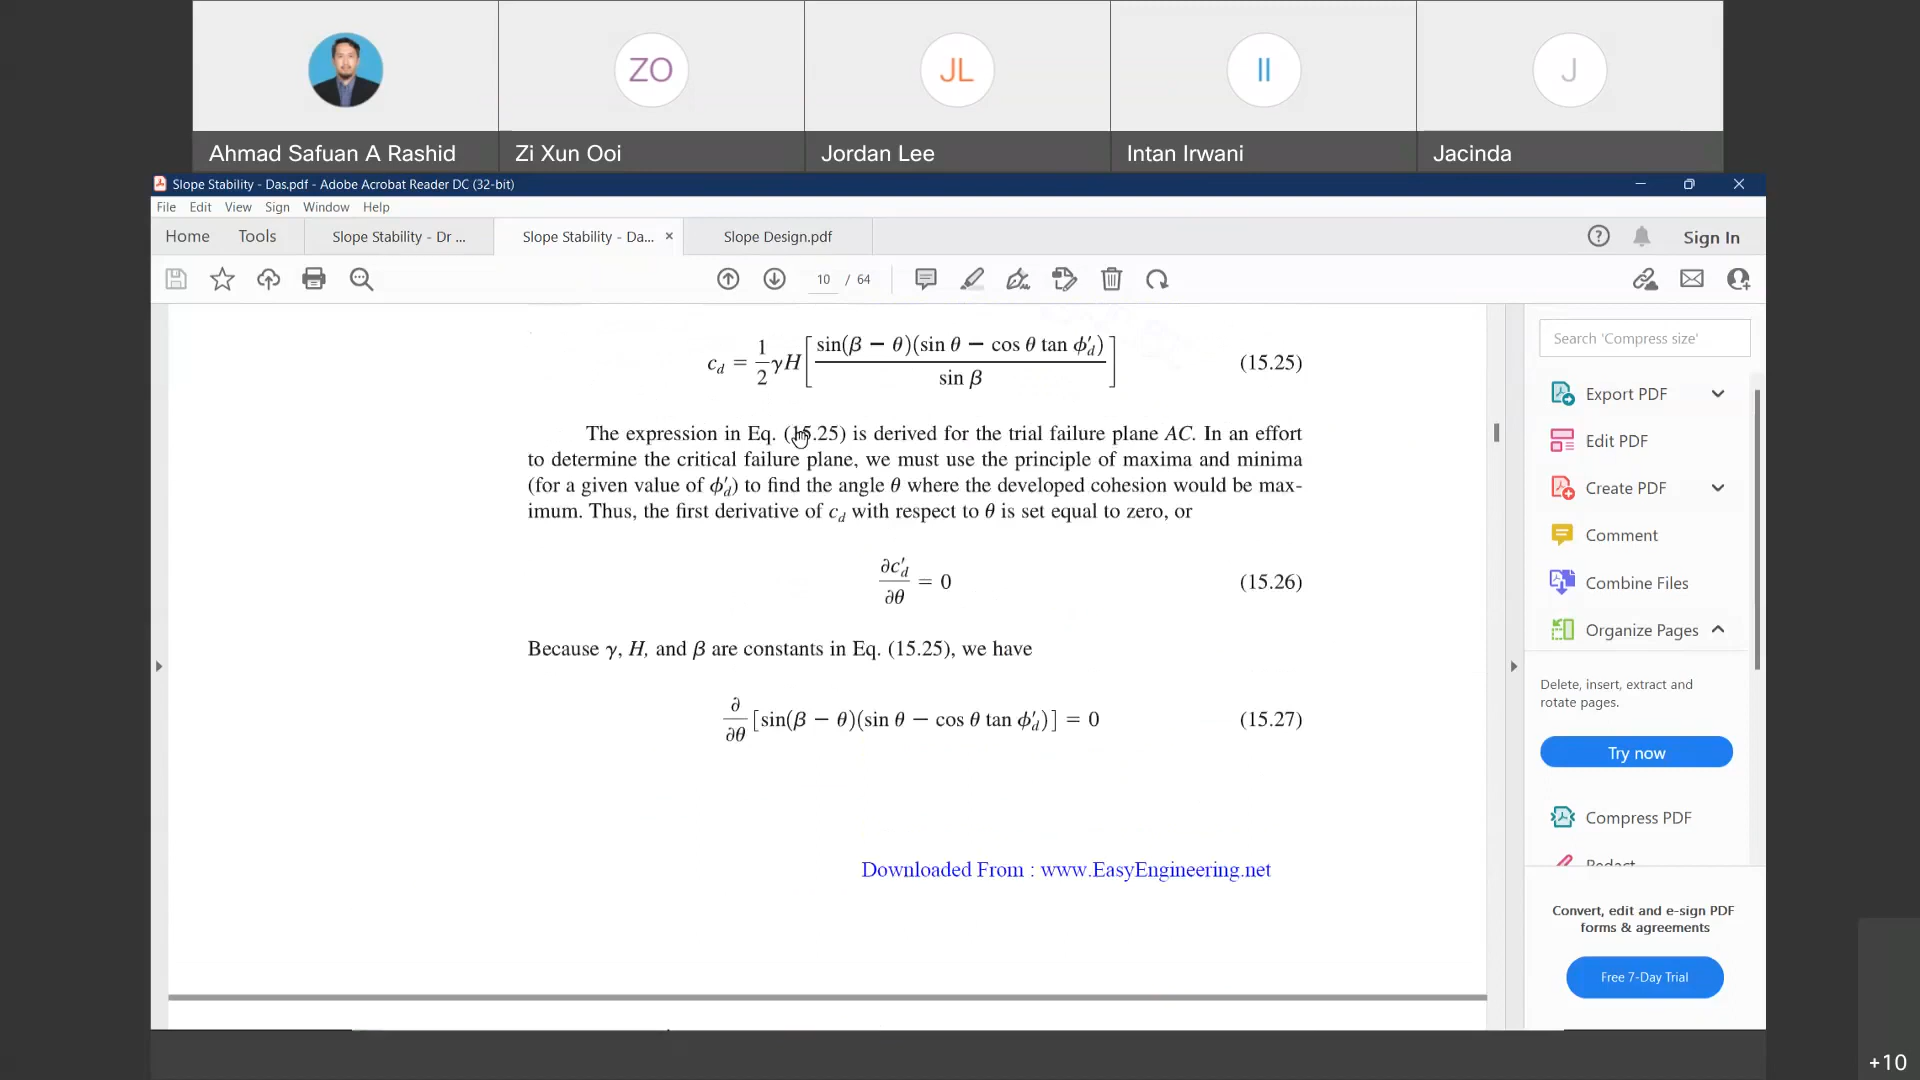 ZO
JL
II
J
Ahmad Safuan A Rashid
Zi Xun Ooi
Jordan Lee
Intan Irwani
Jacinda
Slope Stability - Das.pdf - Adobe Acrobat Reader DC (32-bit)
File Edit View Sign Window Help
Home Tools Slope Stability - Dr ... Slope Stability - Da... × Slope Design.pdf Sign In
10 / 64
c_d = 1/2 γH[sin(β − θ)(sin θ − cos θ tan ϕ′_d) / sin β] (15.25)
The expression in Eq. (15.25) is derived for the trial failure plane AC. In an effort
to determine the critical failure plane, we must use the principle of maxima and minima
(for a given value of ϕ′_d) to find the angle θ where the developed cohesion would be max-
imum. Thus, the first derivative of c_d with respect to θ is set equal to zero, or
∂c′_d / ∂θ = 0 (15.26)
Because γ, H, and β are constants in Eq. (15.25), we have
∂/∂θ [sin(β − θ)(sin θ − cos θ tan ϕ′_d)] = 0 (15.27)
Downloaded From : www.EasyEngineering.net
Search 'Compress size'
Export PDF
Edit PDF
Create PDF
Comment
Combine Files
Organize Pages
Delete, insert, extract and
rotate pages.
Try now
Compress PDF
Redact
Convert, edit and e-sign PDF
forms & agreements
Free 7-Day Trial
+10